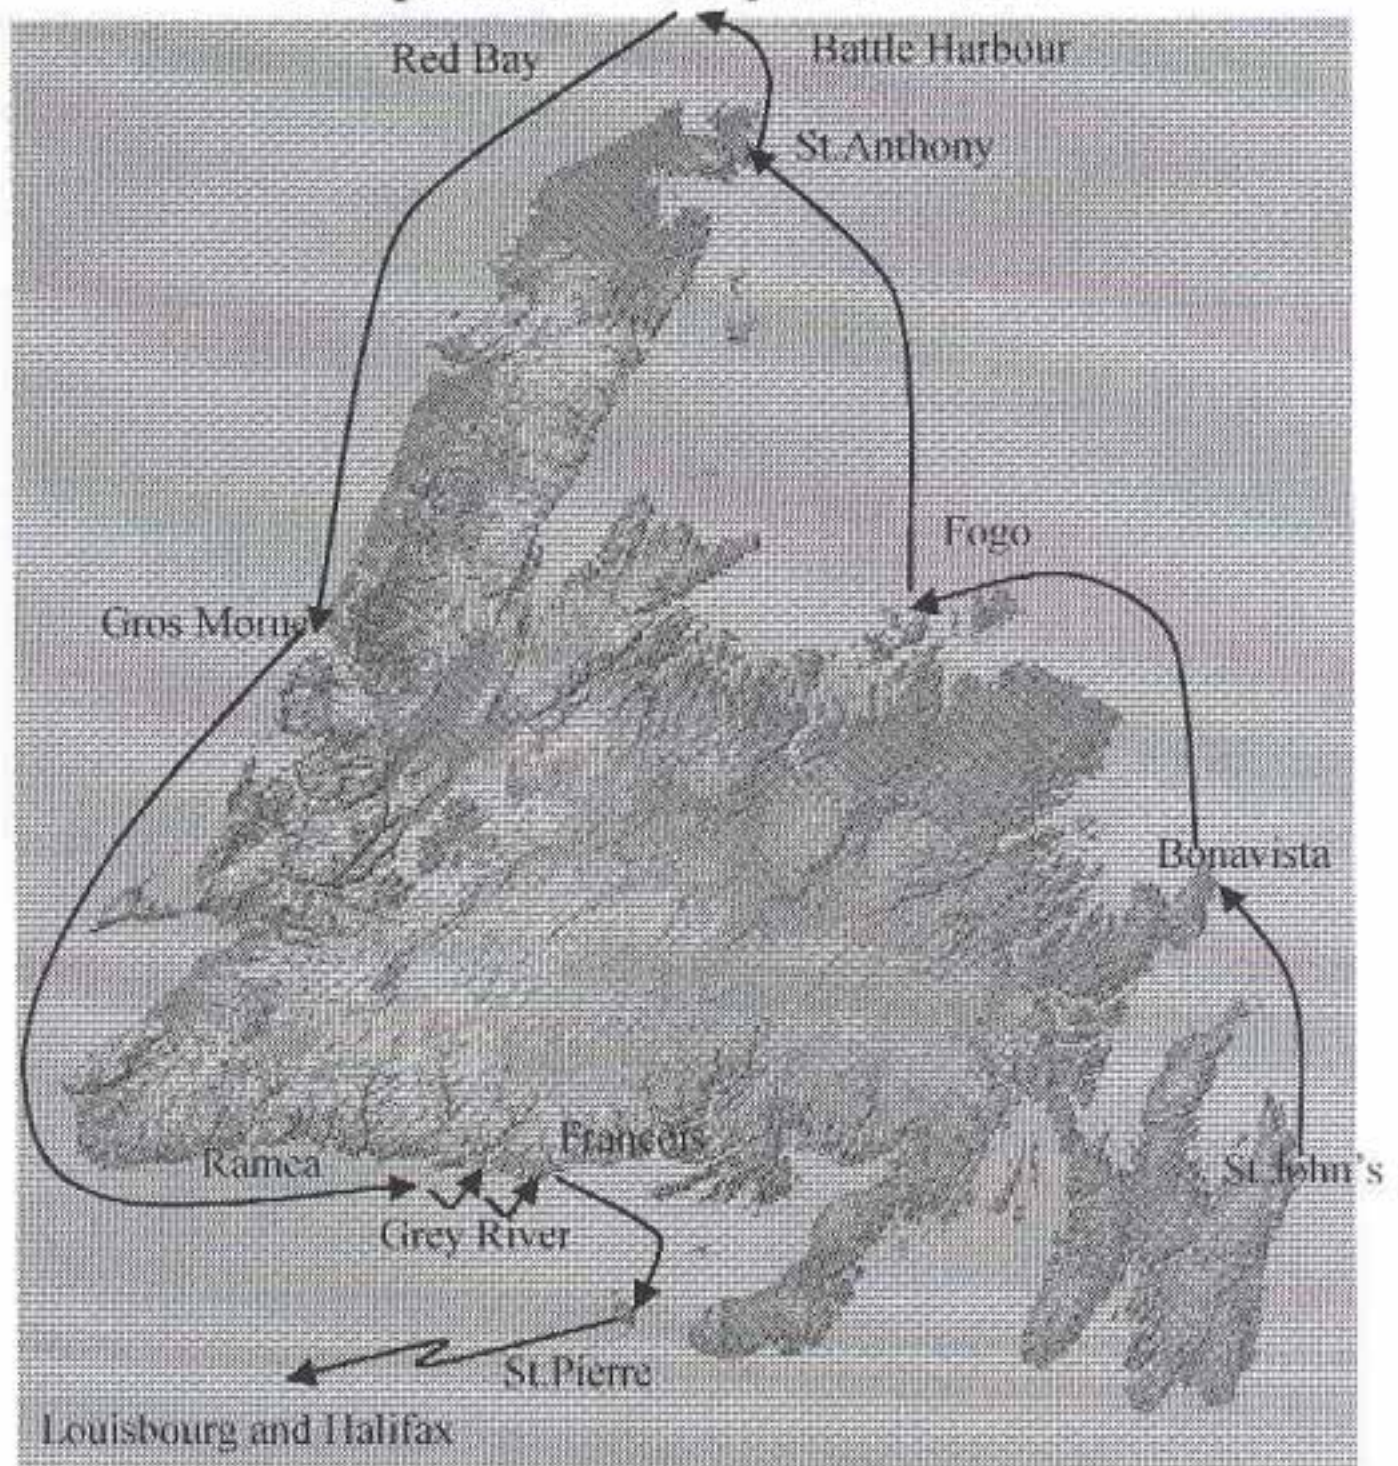 Red Bay
Battle Harbour
St.Anthony
Fogo
Gros Morne
Bonavista
Francois
Ramea
St.John's
Grey River
St.Pierre
Louisbourg and Halifax